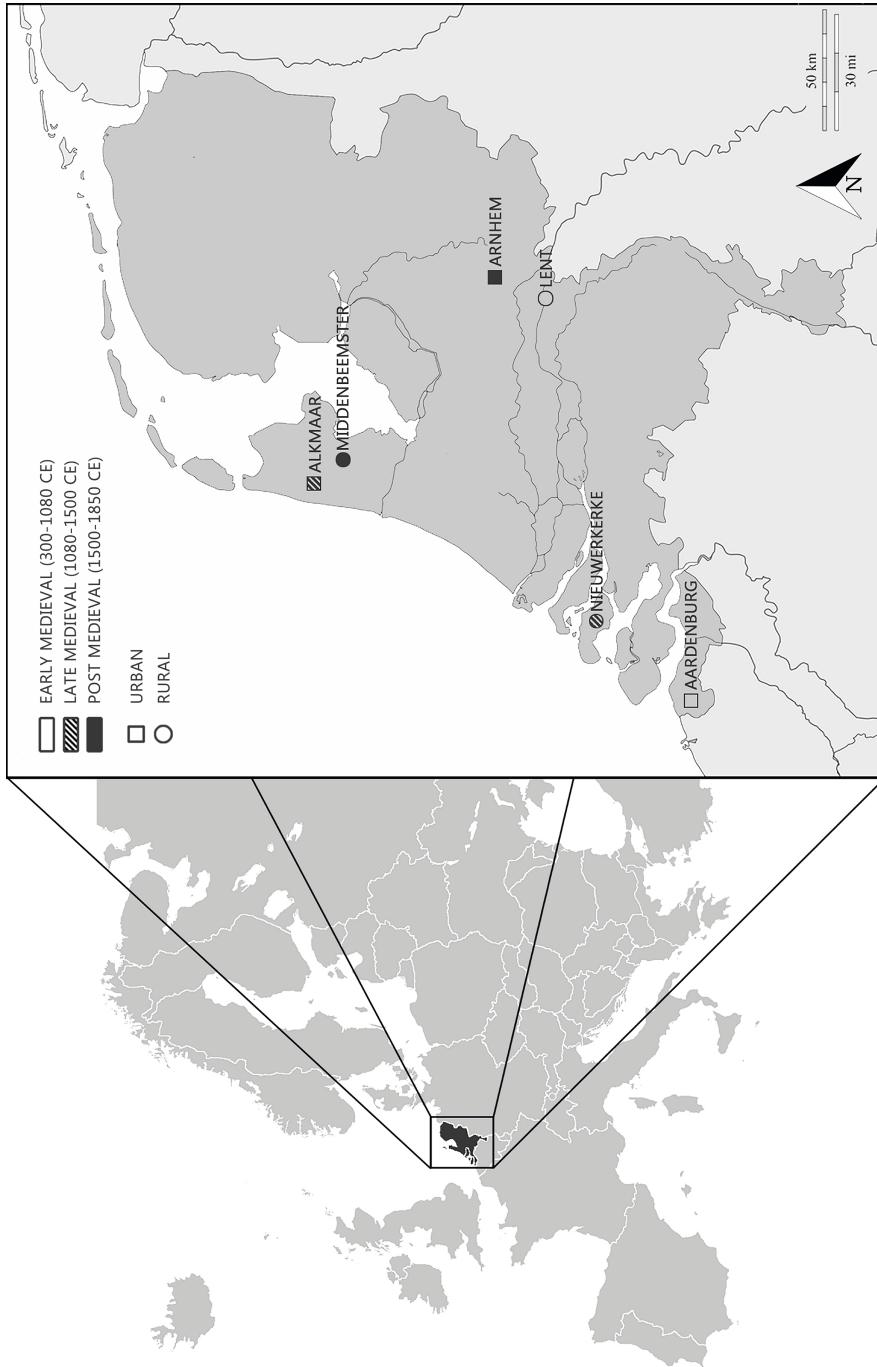 EARLY MEDIEVAL (300-1080 CE)
LATE MEDIEVAL (1080-1500 CE)
POST MEDIEVAL (1500-1850 CE)
URBAN
RURAL
ALKMAAR
MIDDENBEEMSTER
ARNHEM
LENT
NIEUWERKERKE
AARDENBURG
50 km
30 mi
N